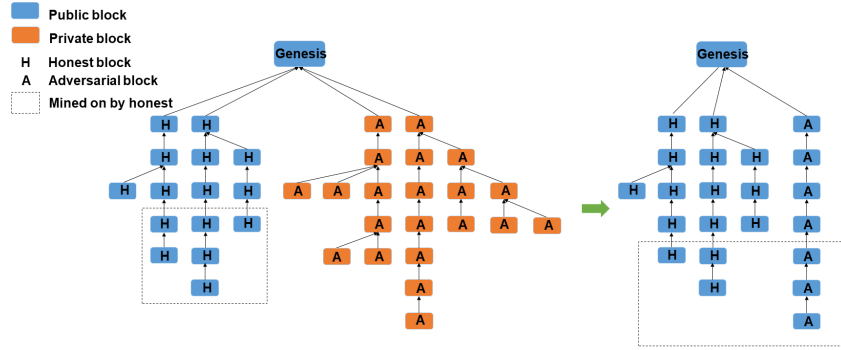 Public block
Private block
H Honest block
A Adversarial block
Mined on by honest
Genesis
H H A A
H H H A A A
H H H H A A A A A A
H H H A A A A A
H H A A A
H A
A
Genesis
H H A
H H H A
H H H H A
H H H A
H H A
H A
A